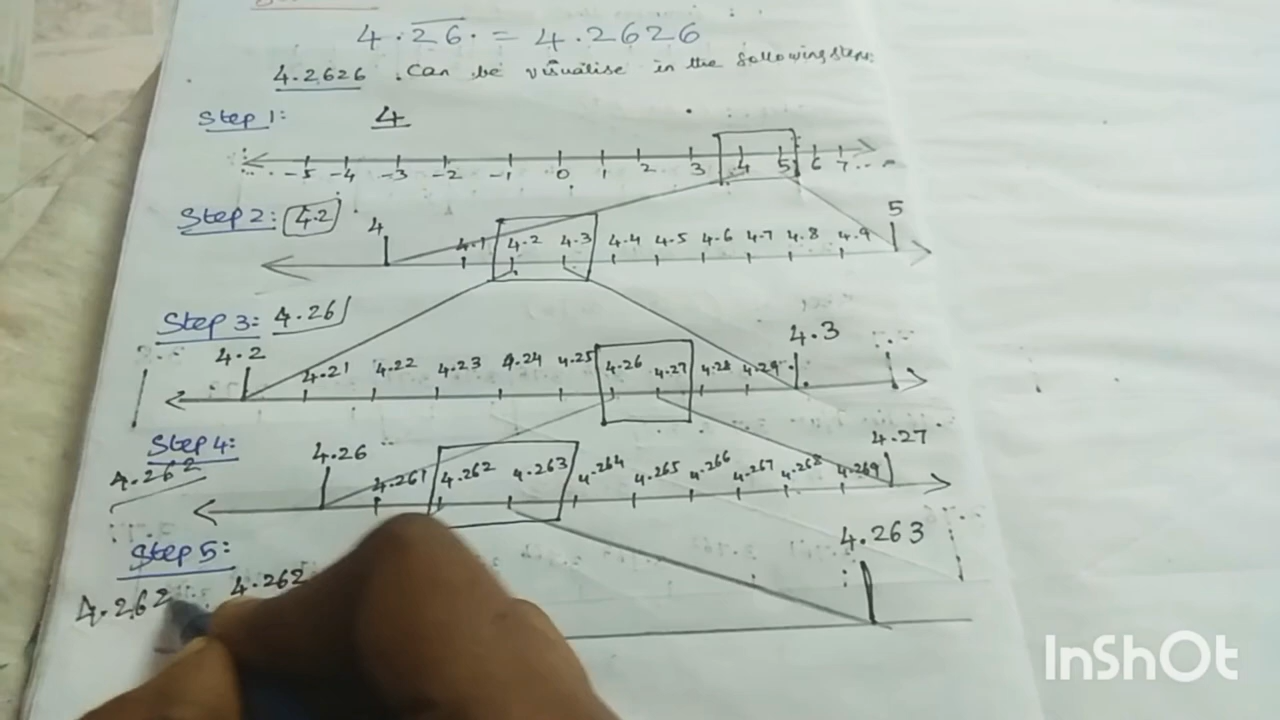 4.2̅6̅. = 4.2626
4.2626 . Can be visualise in the following steps:
Step 1: 4
-5 -4 -3 -2 -1 0 1 2 3 4 5 6 7
Step 2: 4.2
4 4.1 4.2 4.3 4.4 4.5 4.6 4.7 4.8 4.9 5
Step 3: 4.26
4.2 4.21 4.22 4.23 4.24 4.25 4.26 4.27 4.28 4.29 4.3
Step 4:
4.262
4.26 4.261 4.262 4.263 4.264 4.265 4.266 4.267 4.268 4.269 4.27
Step 5:
4.262 4.262 4.263
InShOt